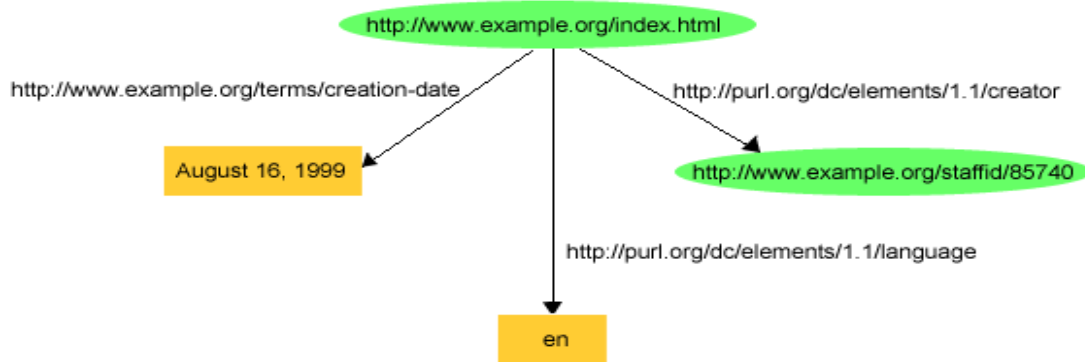 http://www.example.org/index.html
http://www.example.org/terms/creation-date
http://purl.org/dc/elements/1.1/creator
August 16, 1999
http://www.example.org/staffid/85740
http://purl.org/dc/elements/1.1/language
en